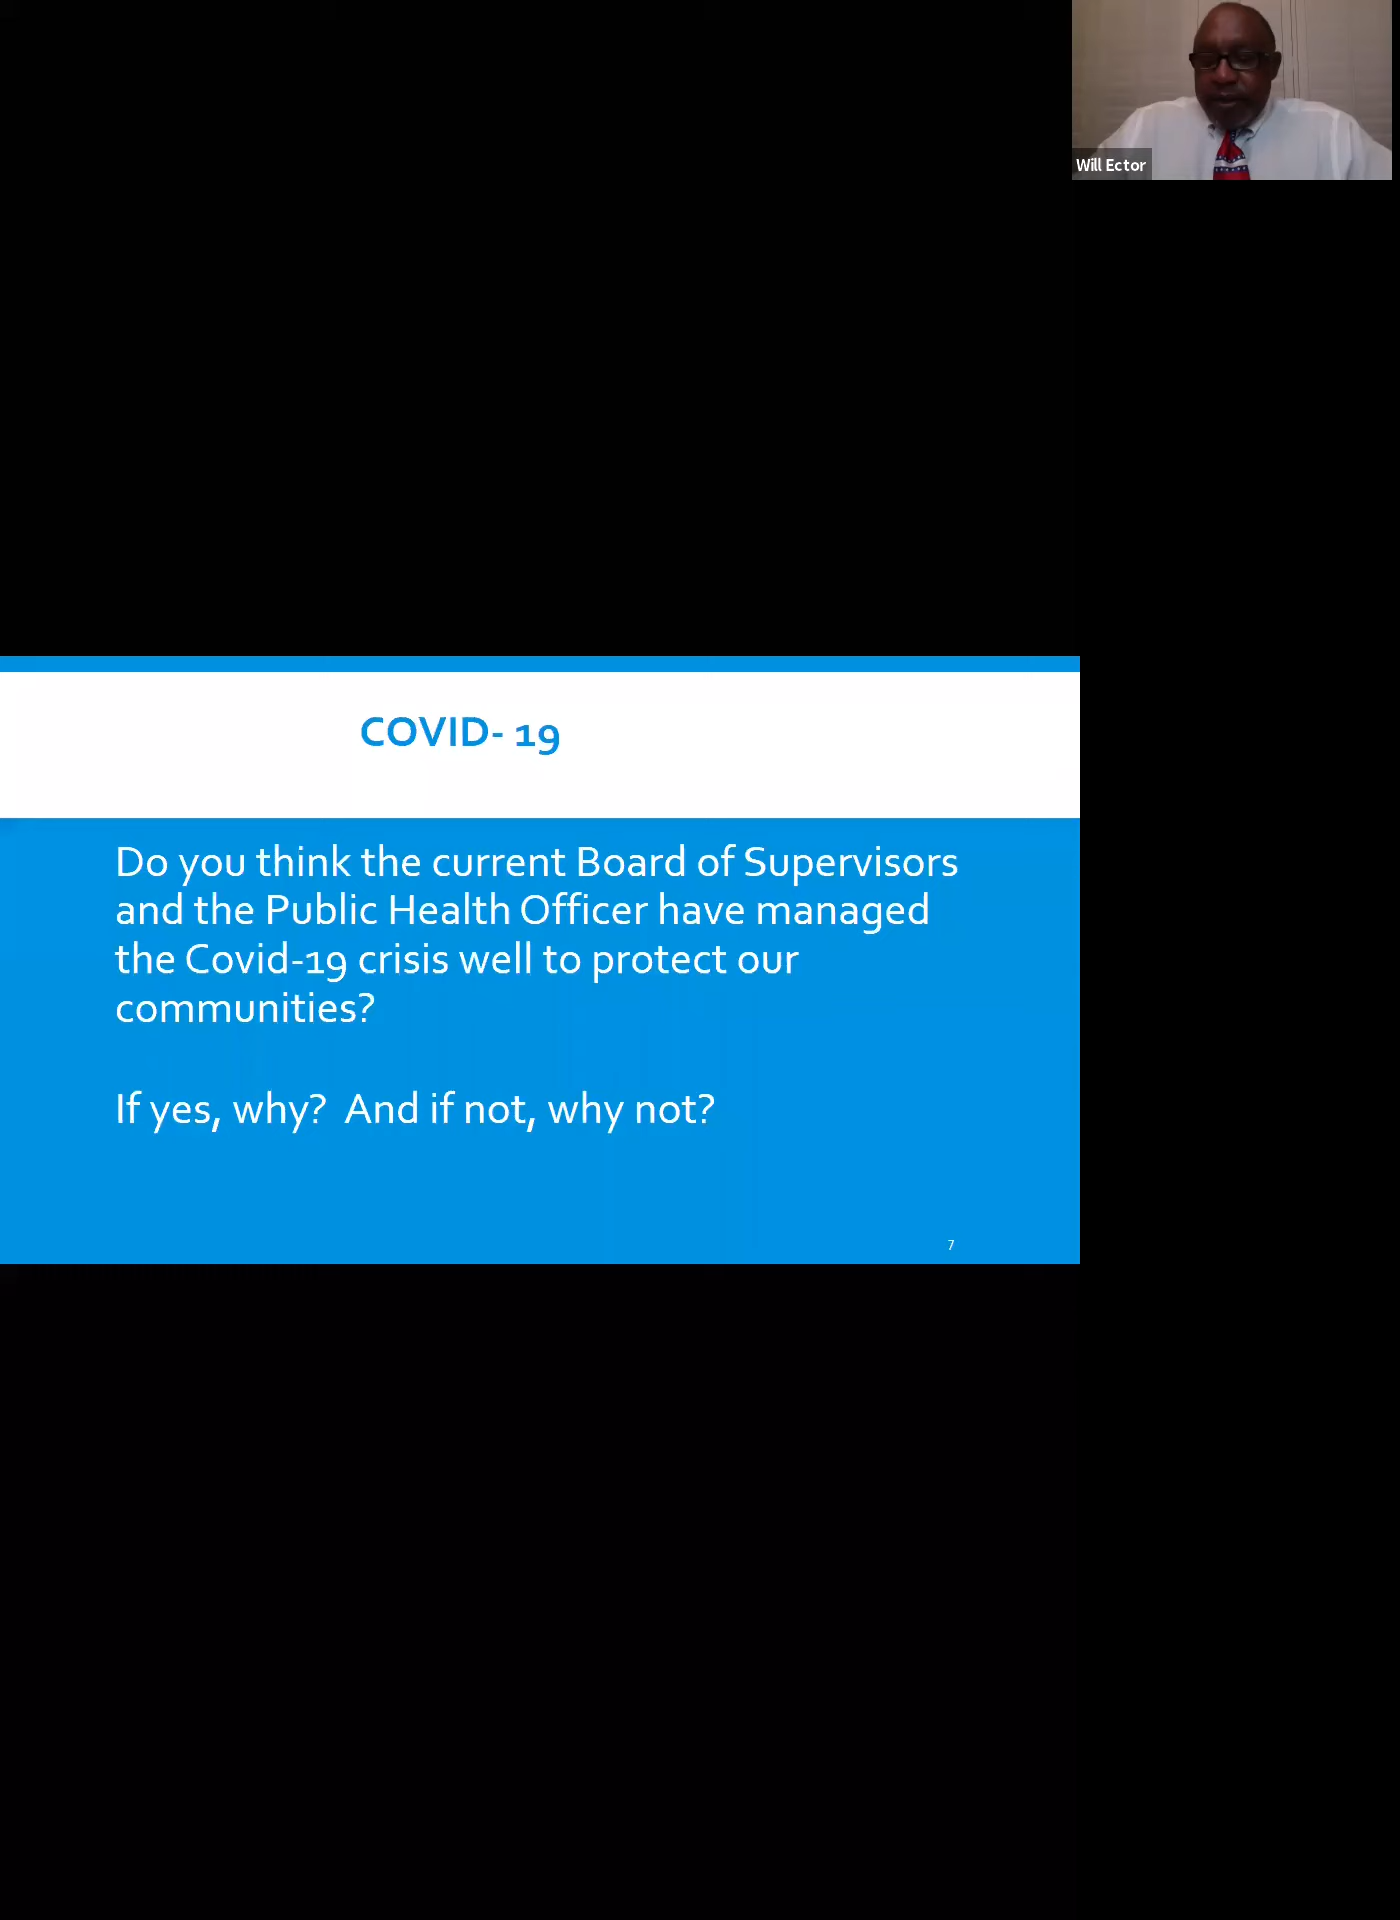 Will Ector
COVID- 19
Do you think the current Board of Supervisors
and the Public Health Officer have managed
the Covid-19 crisis well to protect our
communities?
If yes, why?  And if not, why not?
7